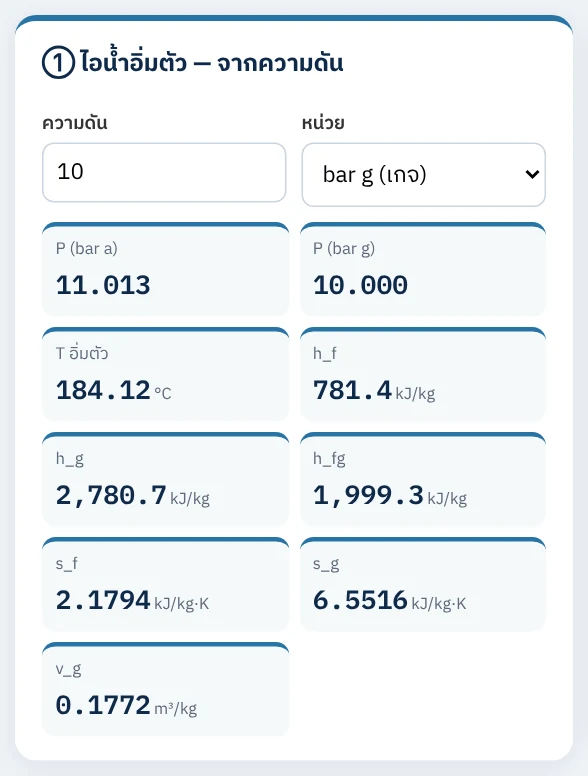 ① ไอน้ำอิ่มตัว — จากความดัน
ความดัน
หน่วย
10
bar g (เกจ)
P (bar a)
11.013
P (bar g)
10.000
T อิ่มตัว
184.12 °C
h_f
781.4 kJ/kg
h_g
2,780.7 kJ/kg
h_fg
1,999.3 kJ/kg
s_f
2.1794 kJ/kg·K
s_g
6.5516 kJ/kg·K
v_g
0.1772 m³/kg